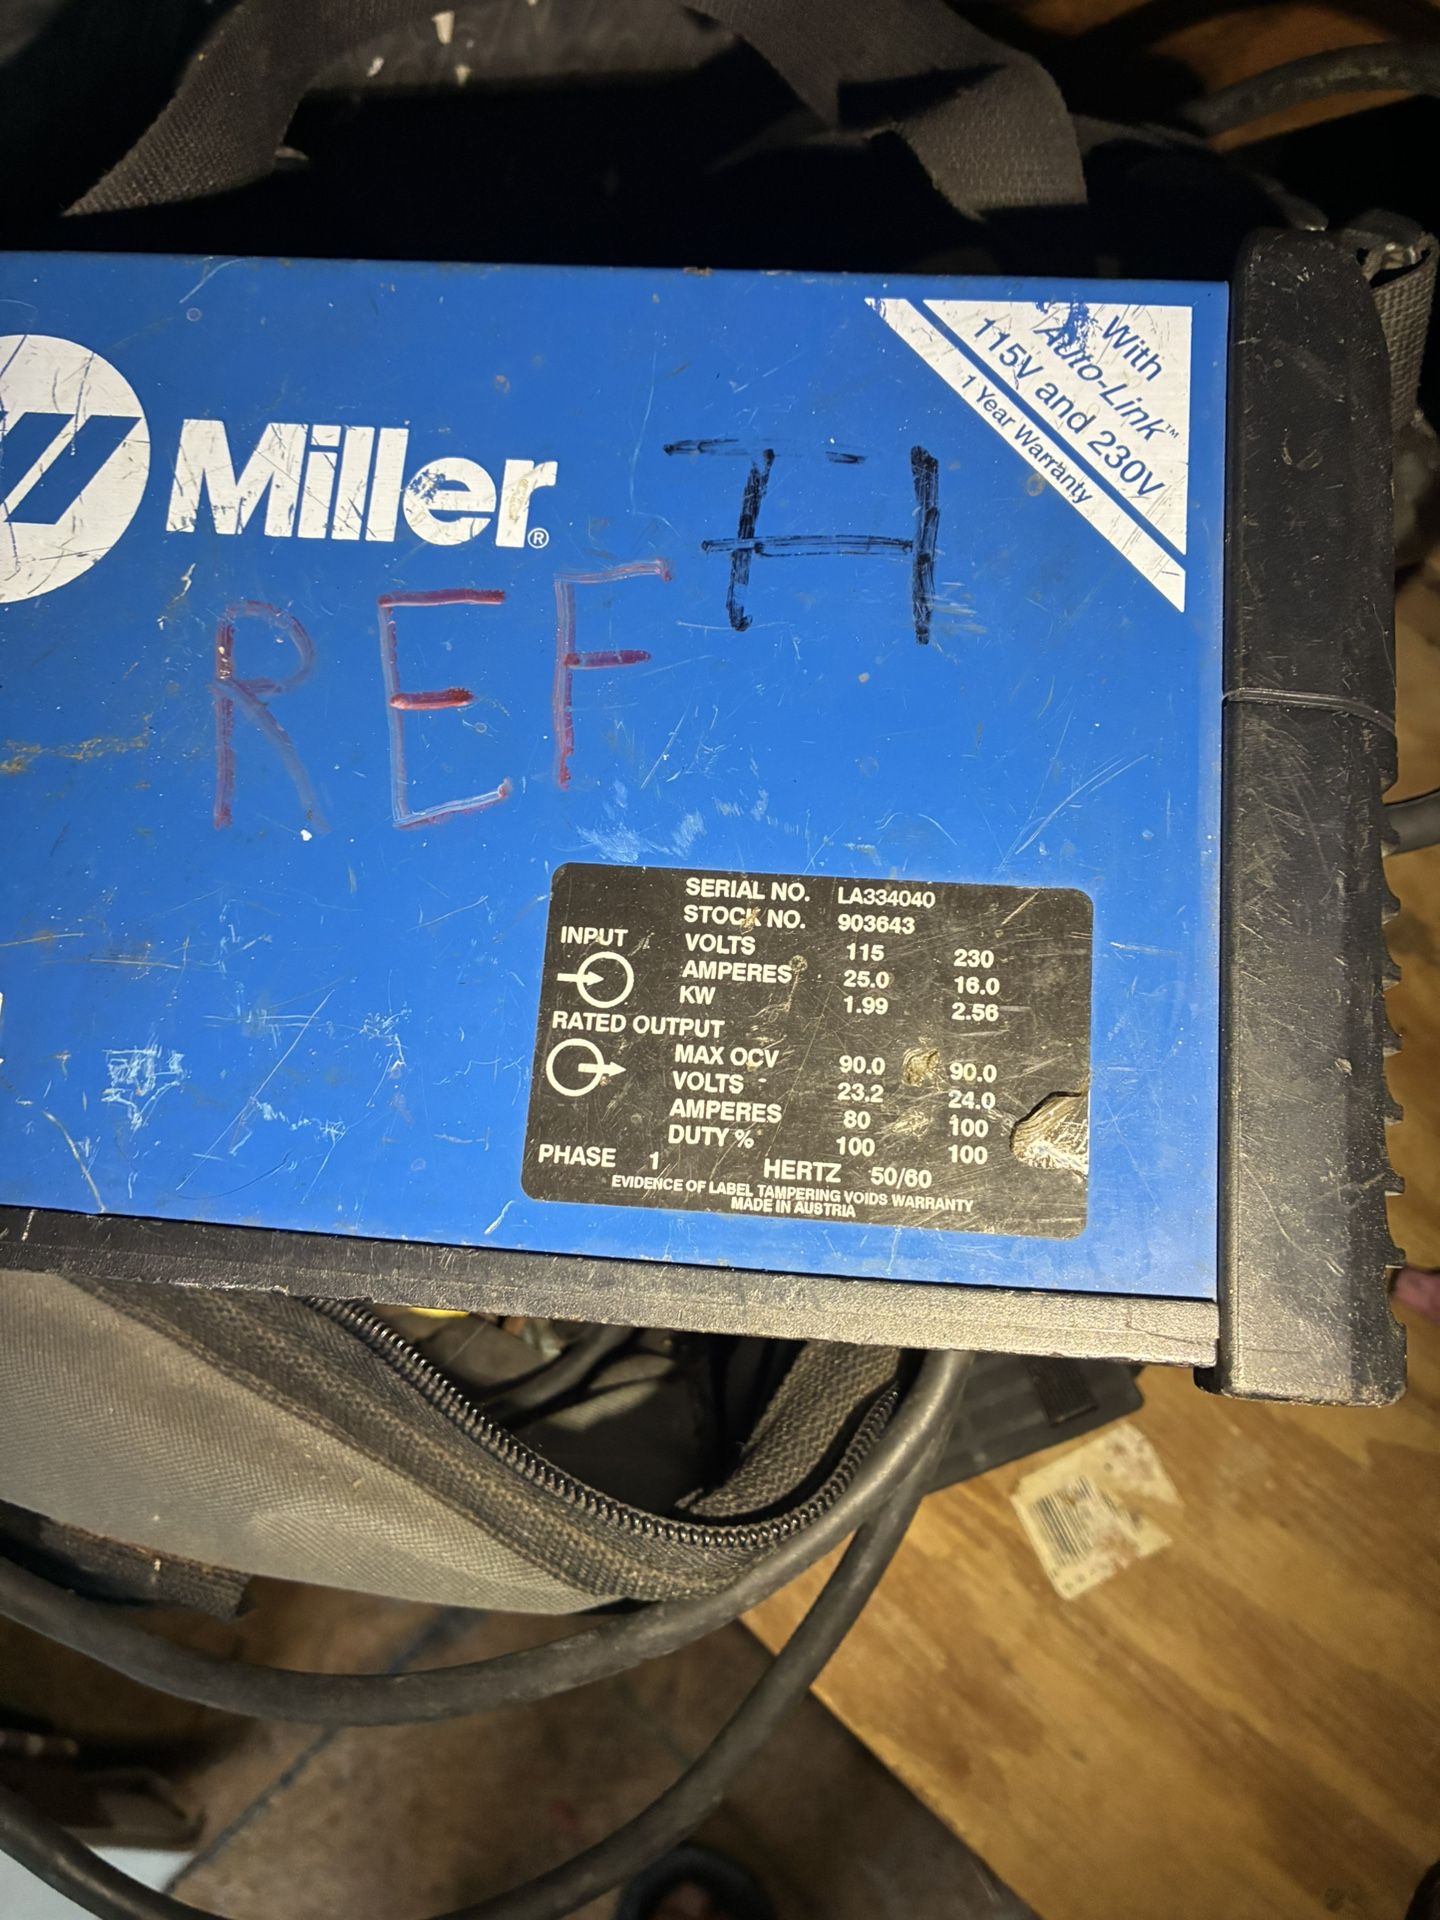 With
Auto-Link™
115V and 230V
1 Year Warranty
Miller®
REF
SERIAL NO. LA334040
STOCK NO. 903643
INPUT
VOLTS 115 230
AMPERES 25.0 16.0
KW 1.99 2.56
RATED OUTPUT
MAX OCV 90.0 90.0
VOLTS 23.2 24.0
AMPERES 80 100
DUTY % 100 100
PHASE 1 HERTZ 50/60
EVIDENCE OF LABEL TAMPERING VOIDS WARRANTY
MADE IN AUSTRIA